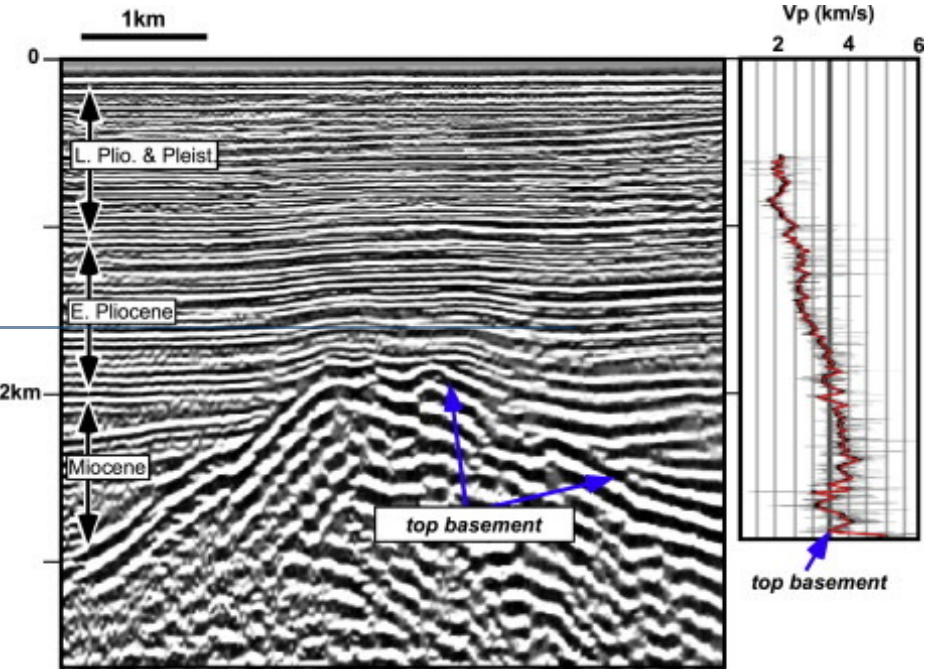 1km
Vp (km/s)
2 4 6
0
L. Plio. & Pleist.
E. Pliocene
2km
Miocene
top basement
top basement